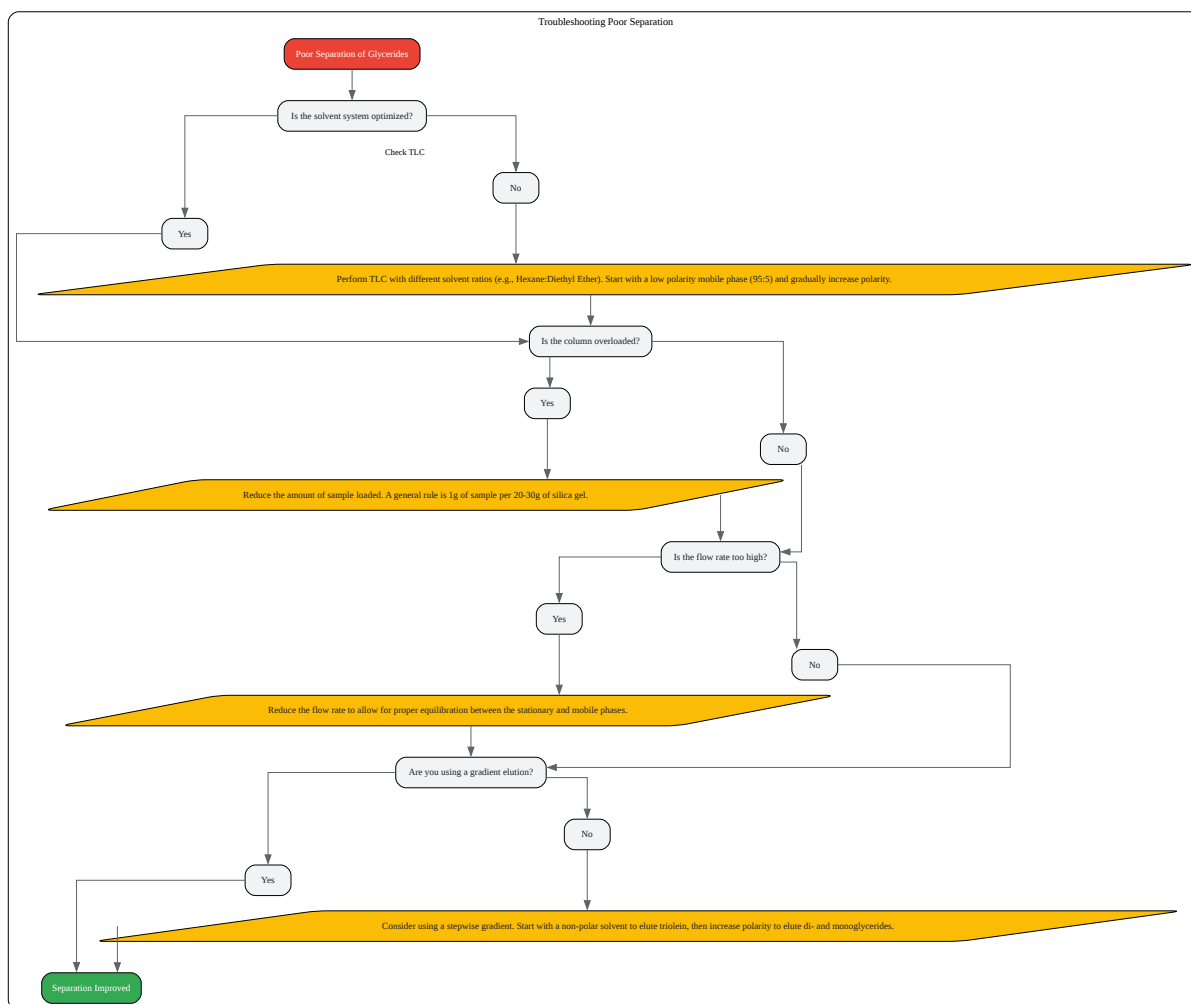 Troubleshooting Poor Separation
Poor Separation of Glycerides
Is the solvent system optimized?
Check TLC
No
Yes
Perform TLC with different solvent ratios (e.g., Hexane:Diethyl Ether). Start with a low polarity mobile phase (95:5) and gradually increase polarity.
Is the column overloaded?
Yes
No
Reduce the amount of sample loaded. A general rule is 1g of sample per 20-30g of silica gel.
Is the flow rate too high?
Yes
No
Reduce the flow rate to allow for proper equilibration between the stationary and mobile phases.
Are you using a gradient elution?
No
Yes
Consider using a stepwise gradient. Start with a non-polar solvent to elute triolein, then increase polarity to elute di- and monoglycerides.
Separation Improved